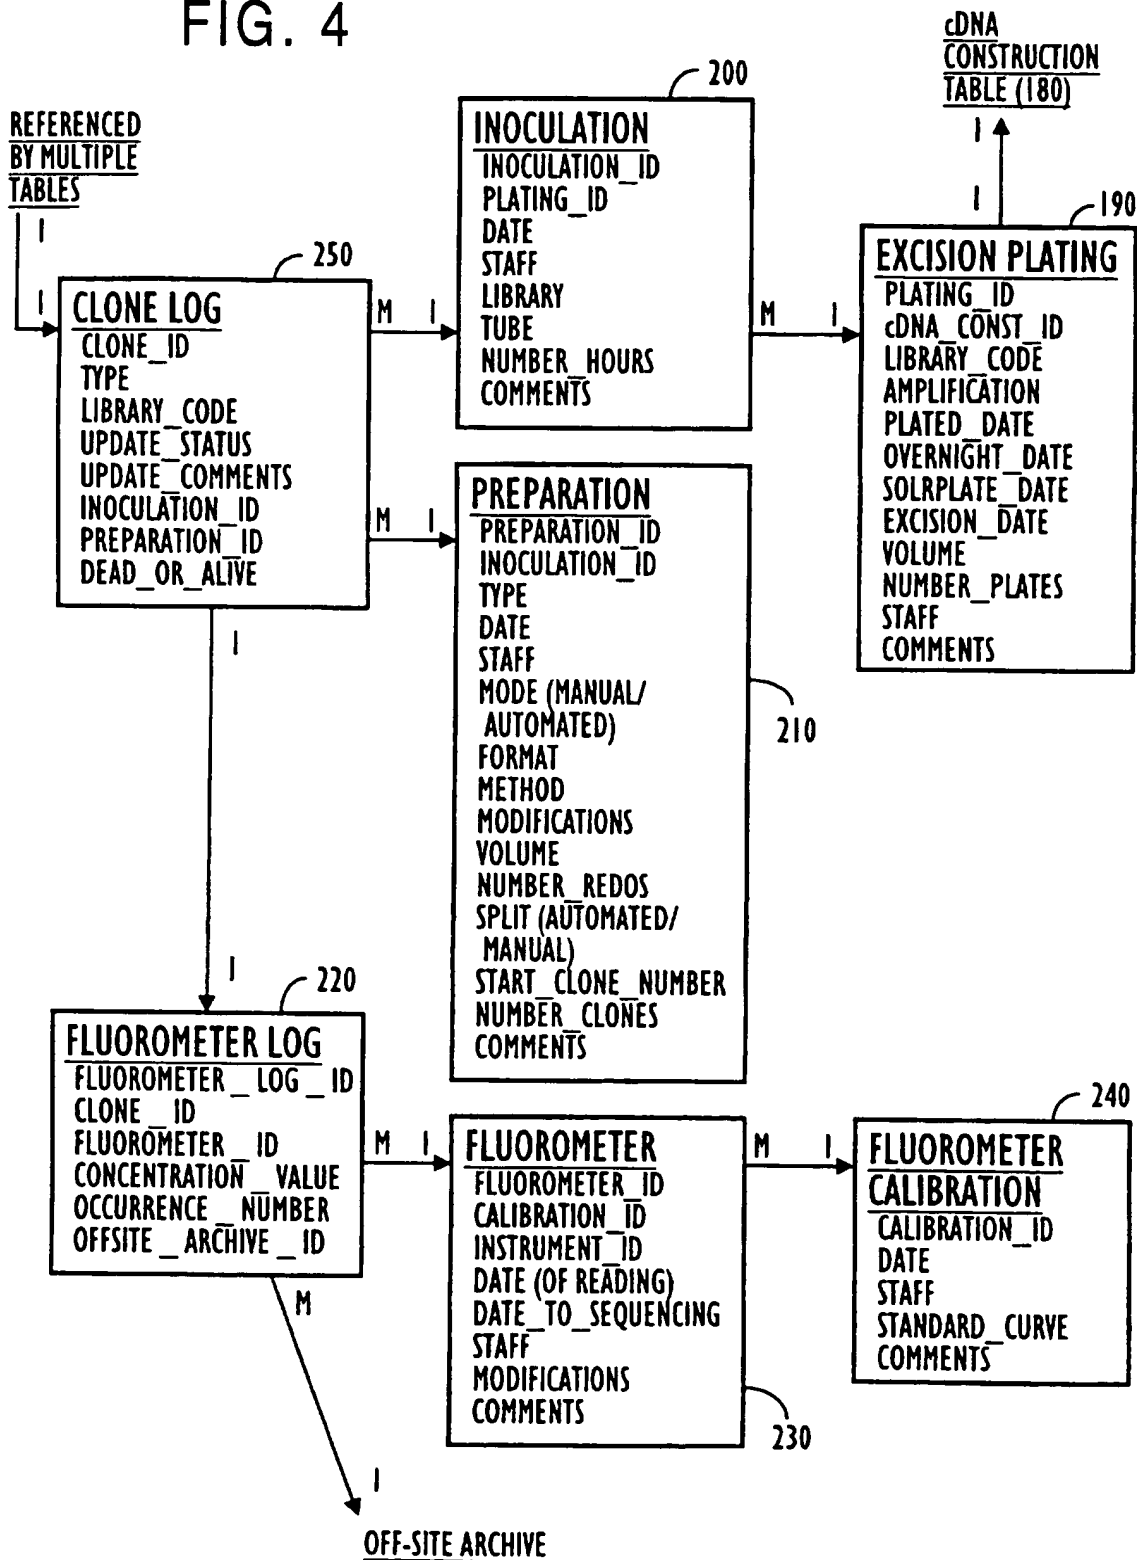 FIG. 4
cDNA
CONSTRUCTION
TABLE (180)
1
1
REFERENCED
BY MULTIPLE
TABLES
1
1
250
CLONE LOG
CLONE_ID
TYPE
LIBRARY_CODE
UPDATE_STATUS
UPDATE_COMMENTS
INOCULATION_ID
PREPARATION_ID
DEAD_OR_ALIVE
M 1
M 1
1
1
200
INOCULATION
INOCULATION_ID
PLATING_ID
DATE
STAFF
LIBRARY
TUBE
NUMBER_HOURS
COMMENTS
M 1
190
EXCISION PLATING
PLATING_ID
cDNA_CONST_ID
LIBRARY_CODE
AMPLIFICATION
PLATED_DATE
OVERNIGHT_DATE
SOLRPLATE_DATE
EXCISION_DATE
VOLUME
NUMBER_PLATES
STAFF
COMMENTS
PREPARATION
PREPARATION_ID
INOCULATION_ID
TYPE
DATE
STAFF
MODE (MANUAL/
AUTOMATED)
FORMAT
METHOD
MODIFICATIONS
VOLUME
NUMBER_REDOS
SPLIT (AUTOMATED/
MANUAL)
START_CLONE_NUMBER
NUMBER_CLONES
COMMENTS
210
220
FLUOROMETER LOG
FLUOROMETER_LOG_ID
CLONE_ID
FLUOROMETER_ID
CONCENTRATION_VALUE
OCCURRENCE_NUMBER
OFFSITE_ARCHIVE_ID
M 1
M
1
OFF-SITE ARCHIVE
FLUOROMETER
FLUOROMETER_ID
CALIBRATION_ID
INSTRUMENT_ID
DATE (OF READING)
DATE_TO_SEQUENCING
STAFF
MODIFICATIONS
COMMENTS
230
M 1
240
FLUOROMETER
CALIBRATION
CALIBRATION_ID
DATE
STAFF
STANDARD_CURVE
COMMENTS